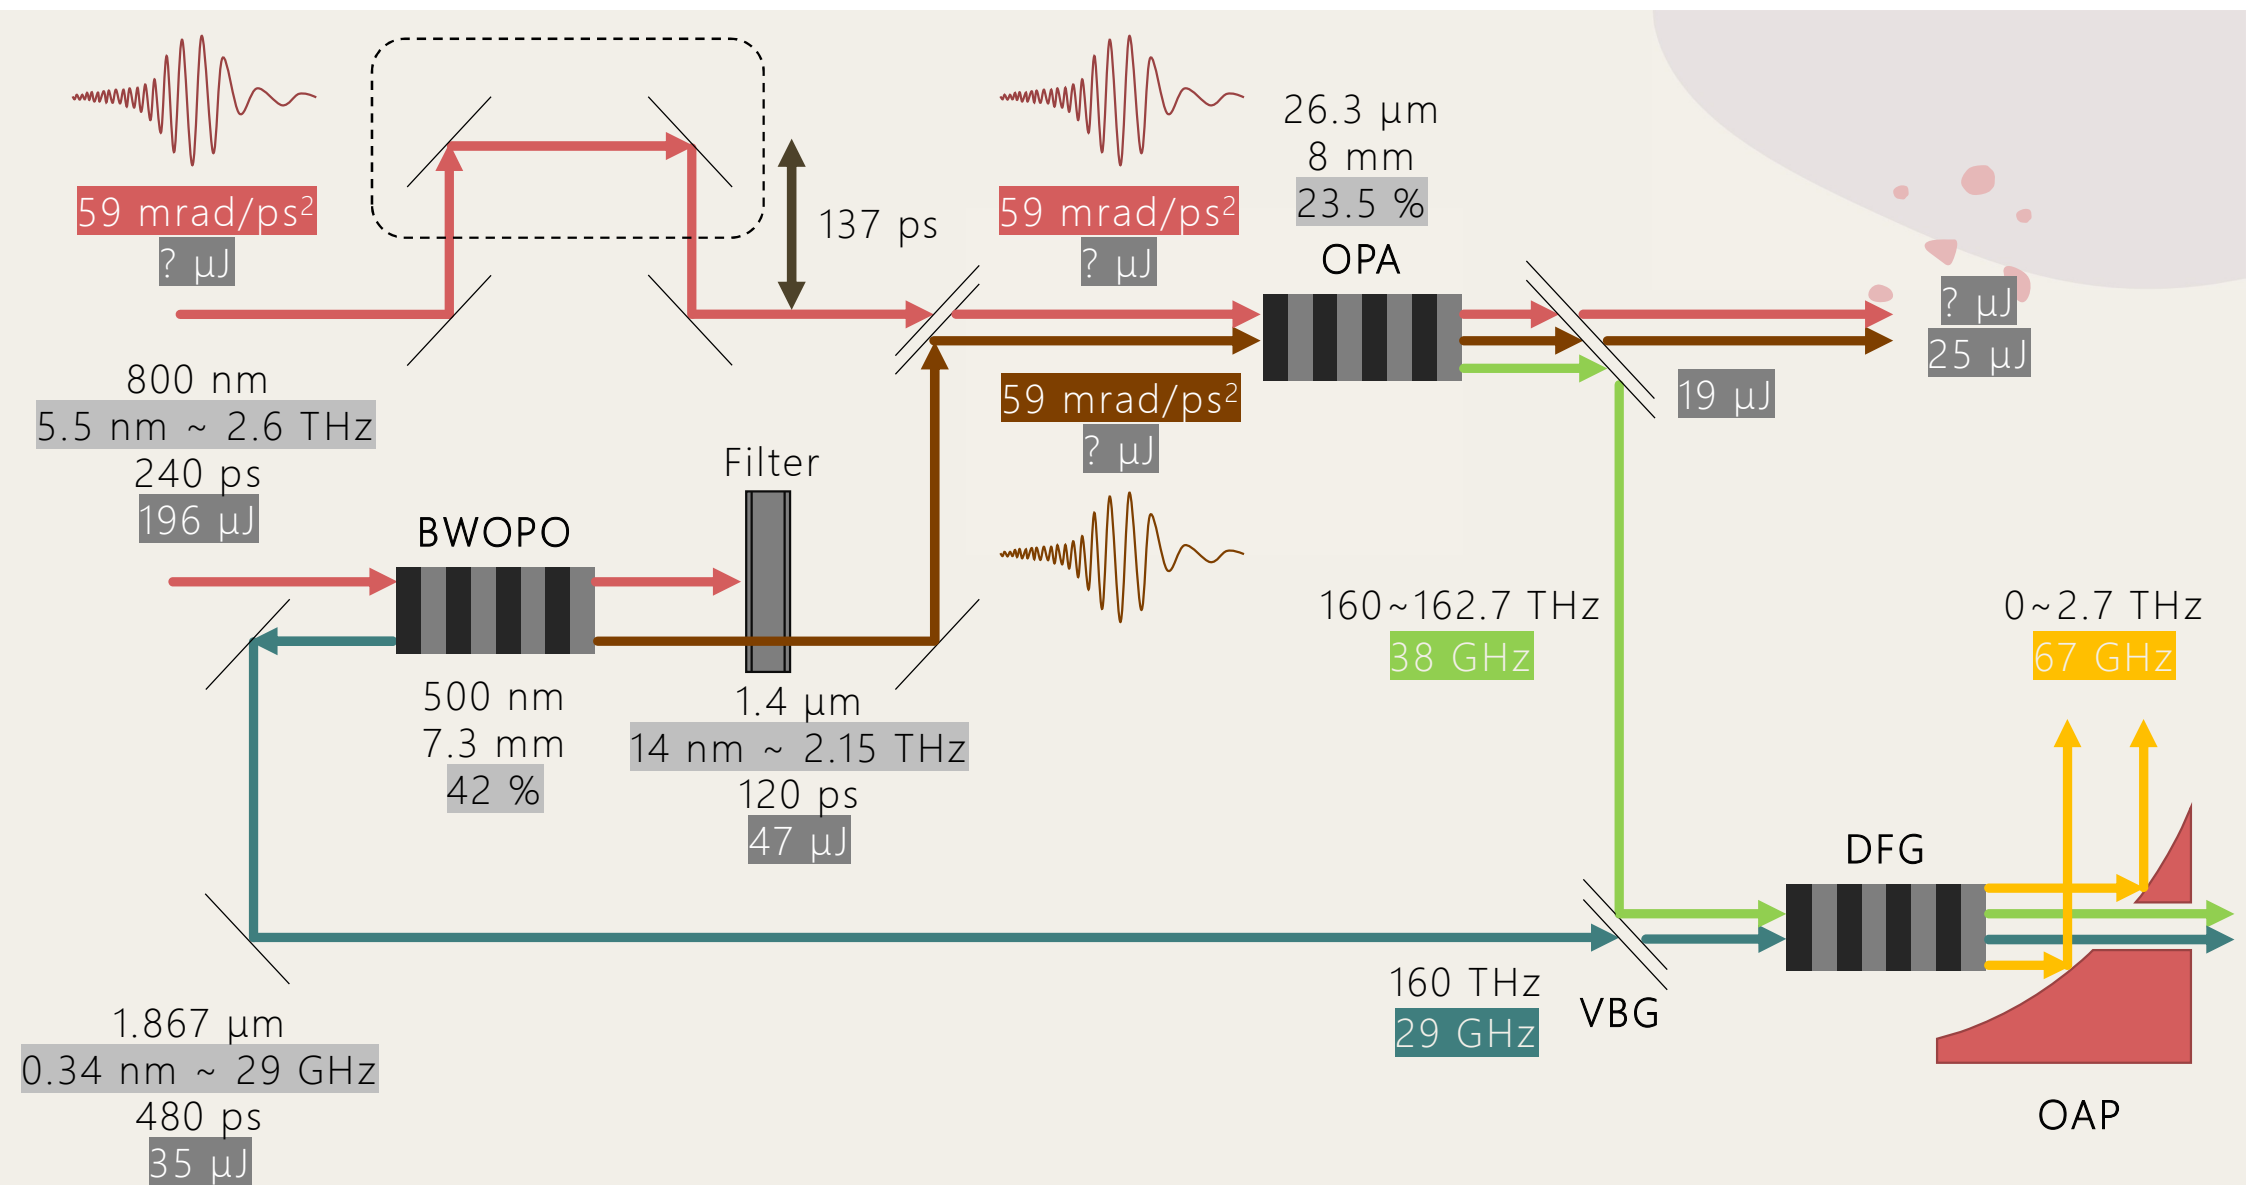 59 mrad/ps²
? µJ
137 ps
59 mrad/ps²
? µJ
26.3 µm
8 mm
23.5 %
OPA
? µJ
25 µJ
19 µJ
800 nm
5.5 nm ~ 2.6 THz
240 ps
196 µJ
59 mrad/ps²
? µJ
Filter
BWOPO
500 nm
7.3 mm
42 %
1.4 µm
14 nm ~ 2.15 THz
120 ps
47 µJ
160~162.7 THz
38 GHz
0~2.7 THz
67 GHz
DFG
160 THz
29 GHz
VBG
OAP
1.867 µm
0.34 nm ~ 29 GHz
480 ps
35 µJ